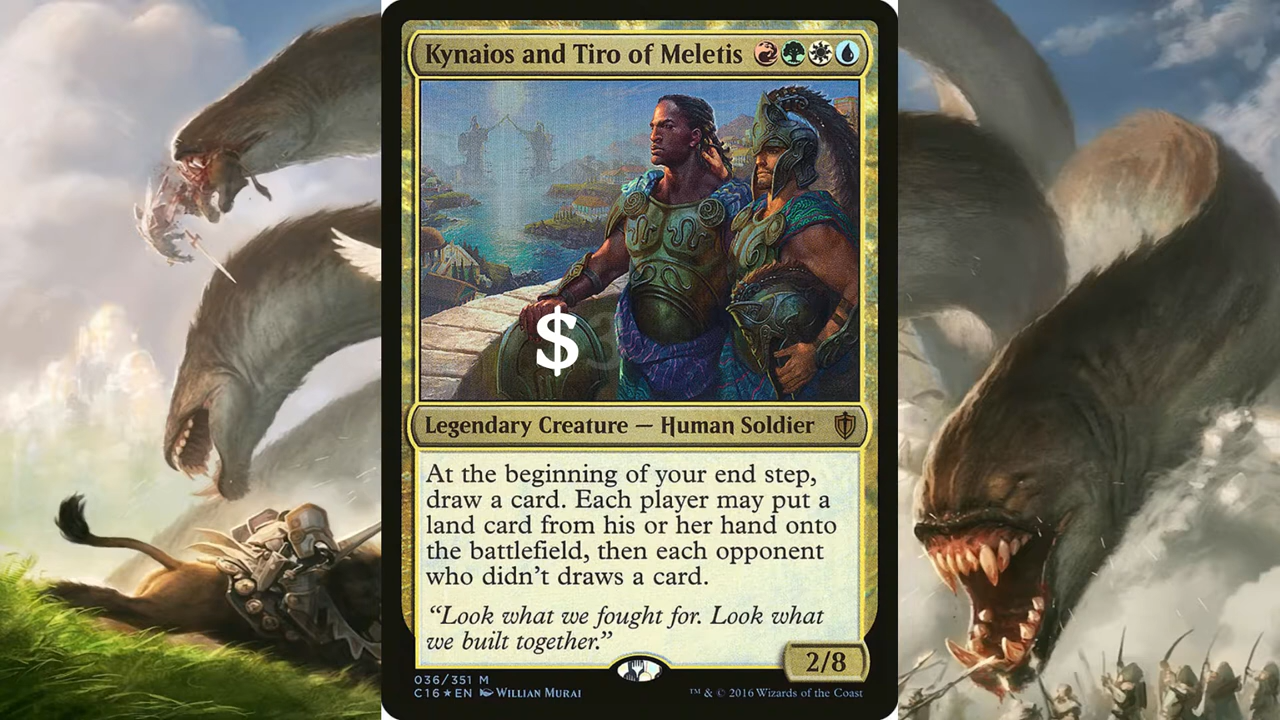 Kynaios and Tiro of Meletis
$
Legendary Creature — Human Soldier
At the beginning of your end step,
draw a card. Each player may put a
land card from his or her hand onto
the battlefield, then each opponent
who didn’t draws a card.
“Look what we fought for. Look what
we built together.”
2/8
036/351 M
C16 ★ EN Willian Murai
™ & © 2016 Wizards of the Coast